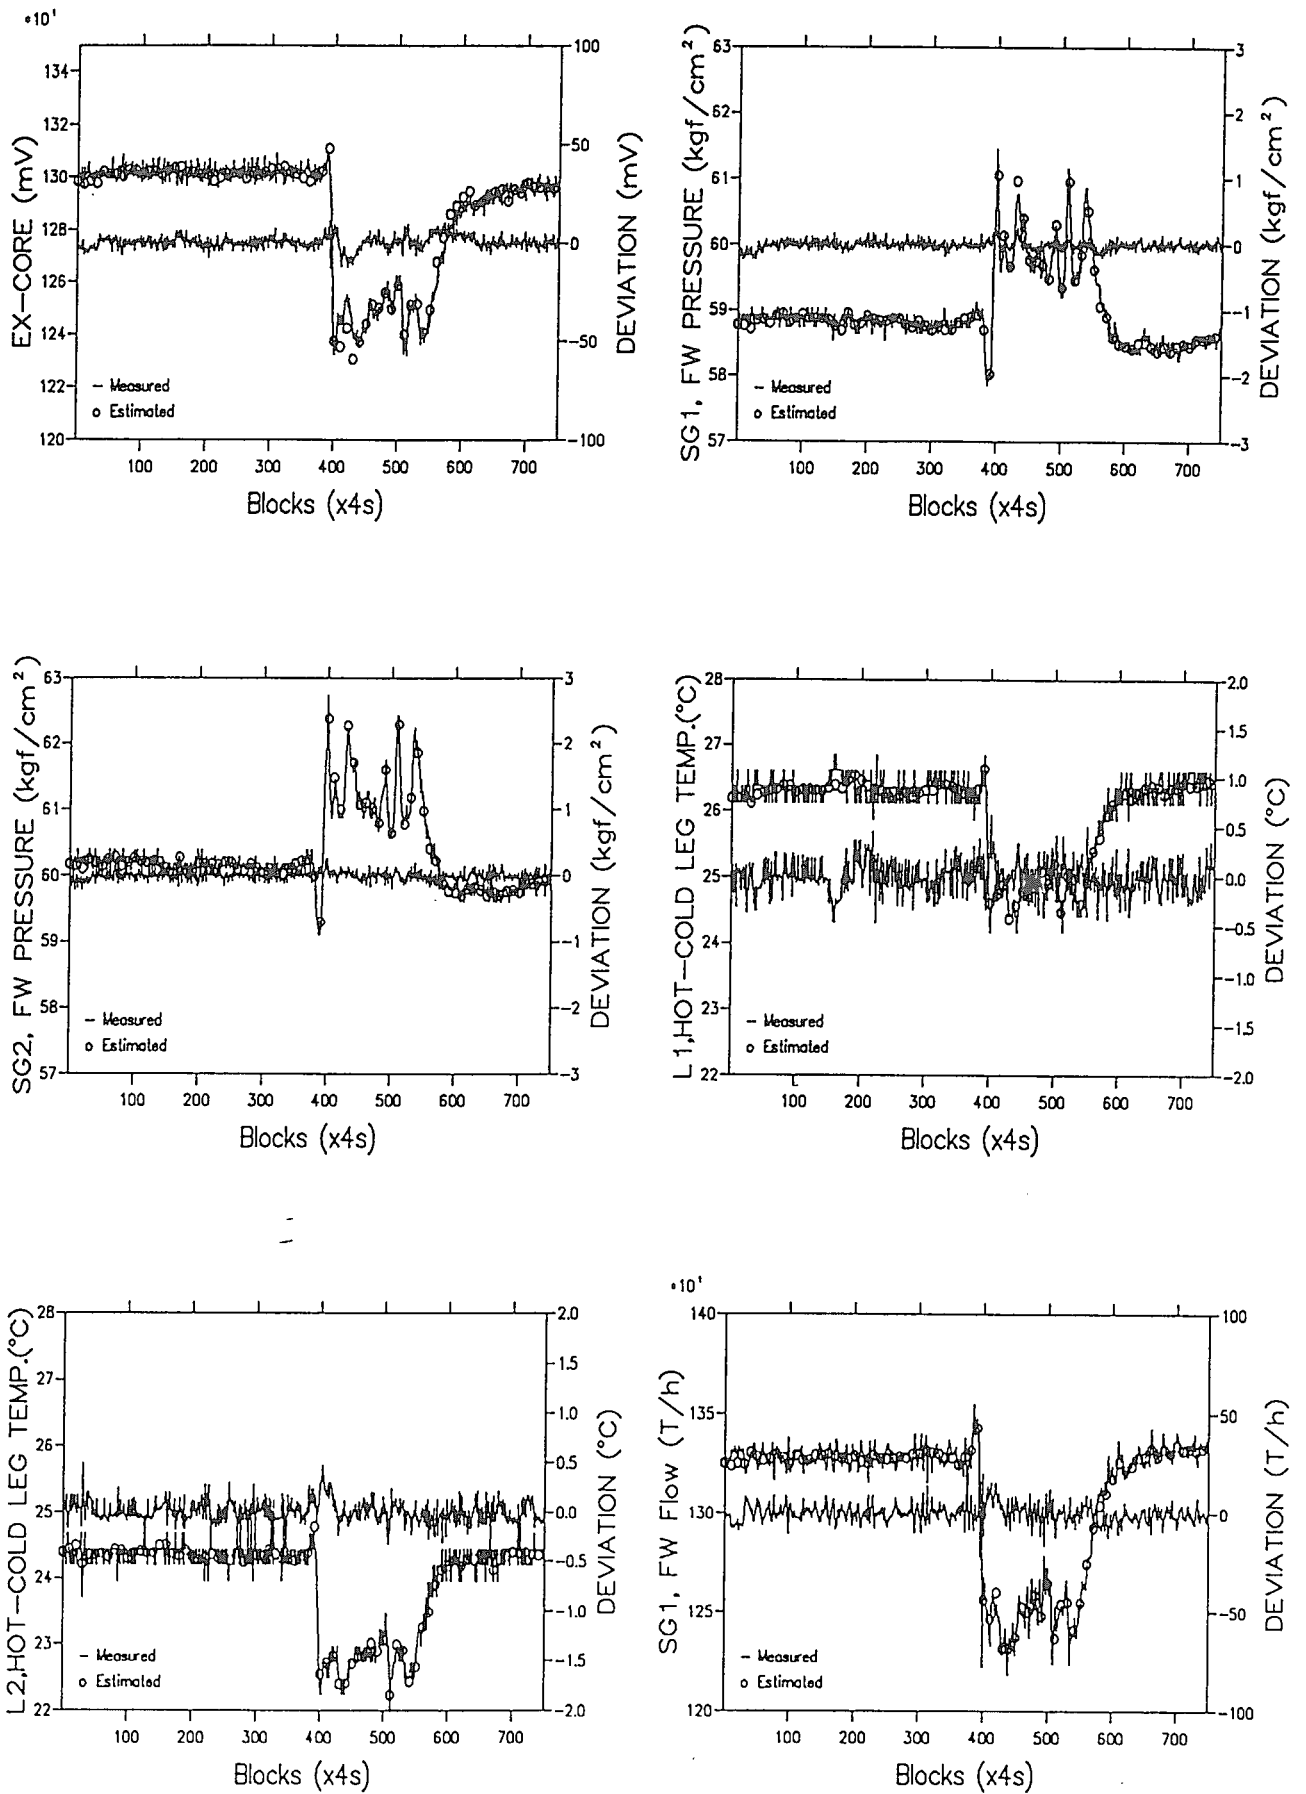 •10¹
EX-CORE (mV)
134
132
130
128
126
124
122
120
100
50
0
-50
-100
DEVIATION (mV)
– Measured
o Estimated
100 200 300 400 500 600 700
Blocks (x4s)
SG1, FW PRESSURE (kgf/cm²)
63
62
61
60
59
58
57
3
2
1
0
-1
-2
-3
DEVIATION (kgf/cm²)
– Measured
o Estimated
100 200 300 400 500 600 700
Blocks (x4s)
SG2, FW PRESSURE (kgf/cm²)
63
62
61
60
59
58
57
3
2
1
0
-1
-2
-3
DEVIATION (kgf/cm²)
– Measured
o Estimated
100 200 300 400 500 600 700
Blocks (x4s)
L1,HOT-COLD LEG TEMP.(°C)
28
27
26
25
24
23
22
2.0
1.5
1.0
0.5
0.0
-0.5
-1.0
-1.5
-2.0
DEVIATION (°C)
– Measured
o Estimated
100 200 300 400 500 600 700
Blocks (x4s)
L2,HOT-COLD LEG TEMP.(°C)
28
27
26
25
24
23
22
2.0
1.5
1.0
0.5
0.0
-0.5
-1.0
-1.5
-2.0
DEVIATION (°C)
– Measured
o Estimated
100 200 300 400 500 600 700
Blocks (x4s)
•10¹
SG1, FW Flow (T/h)
140
135
130
125
120
100
50
0
-50
-100
DEVIATION (T/h)
– Measured
o Estimated
100 200 300 400 500 600 700
Blocks (x4s)